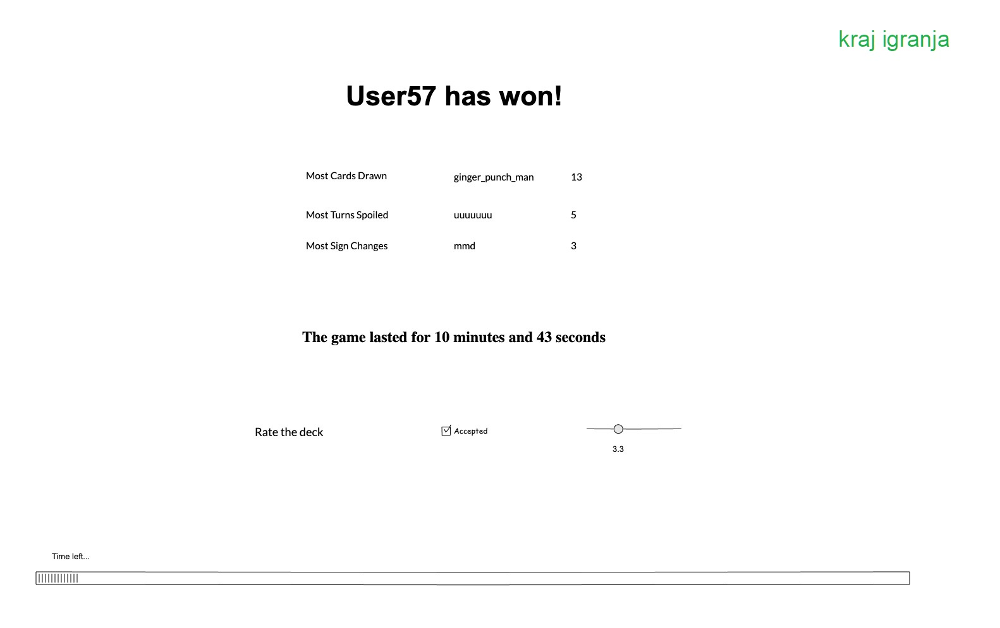 kraj igranja
User57 has won!
Most Cards Drawn ginger_punch_man 13
Most Turns Spoiled uuuuuuu 5
Most Sign Changes mmd 3
The game lasted for 10 minutes and 43 seconds
Rate the deck Accepted
3.3
Time left...